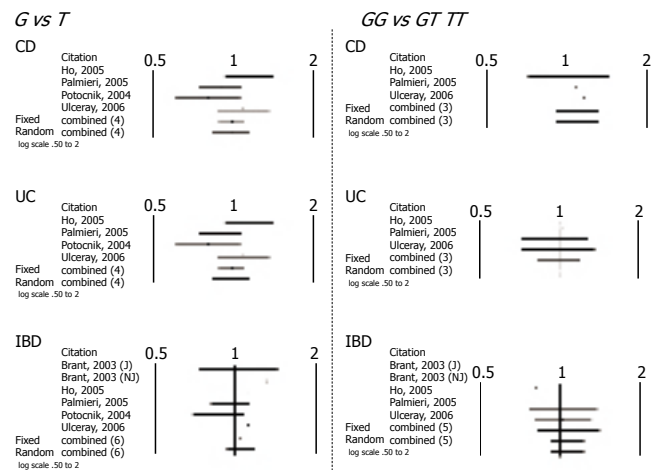 G vs T
CD
Citation
0.5 1 2
Ho, 2005
Palmieri, 2005
Potocnik, 2004
Ulceray, 2006
Fixed combined (4)
Random combined (4)
log scale .50 to 2
UC
Citation
0.5 1 2
Ho, 2005
Palmieri, 2005
Potocnik, 2004
Ulceray, 2006
Fixed combined (4)
Random combined (4)
log scale .50 to 2
IBD
Citation
0.5 1 2
Brant, 2003 (J)
Brant, 2003 (NJ)
Ho, 2005
Palmieri, 2005
Potocnik, 2004
Ulceray, 2006
Fixed combined (6)
Random combined (6)
log scale .50 to 2
GG vs GT TT
CD
Citation
0.5 1 2
Ho, 2005
Palmieri, 2005
Ulceray, 2006
Fixed combined (3)
Random combined (3)
log scale .50 to 2
UC
Citation
0.5 1 2
Ho, 2005
Palmieri, 2005
Ulceray, 2006
Fixed combined (3)
Random combined (3)
log scale .50 to 2
IBD
Citation
0.5 1 2
Brant, 2003 (J)
Brant, 2003 (NJ)
Ho, 2005
Palmieri, 2005
Ulceray, 2006
Fixed combined (5)
Random combined (5)
log scale .50 to 2